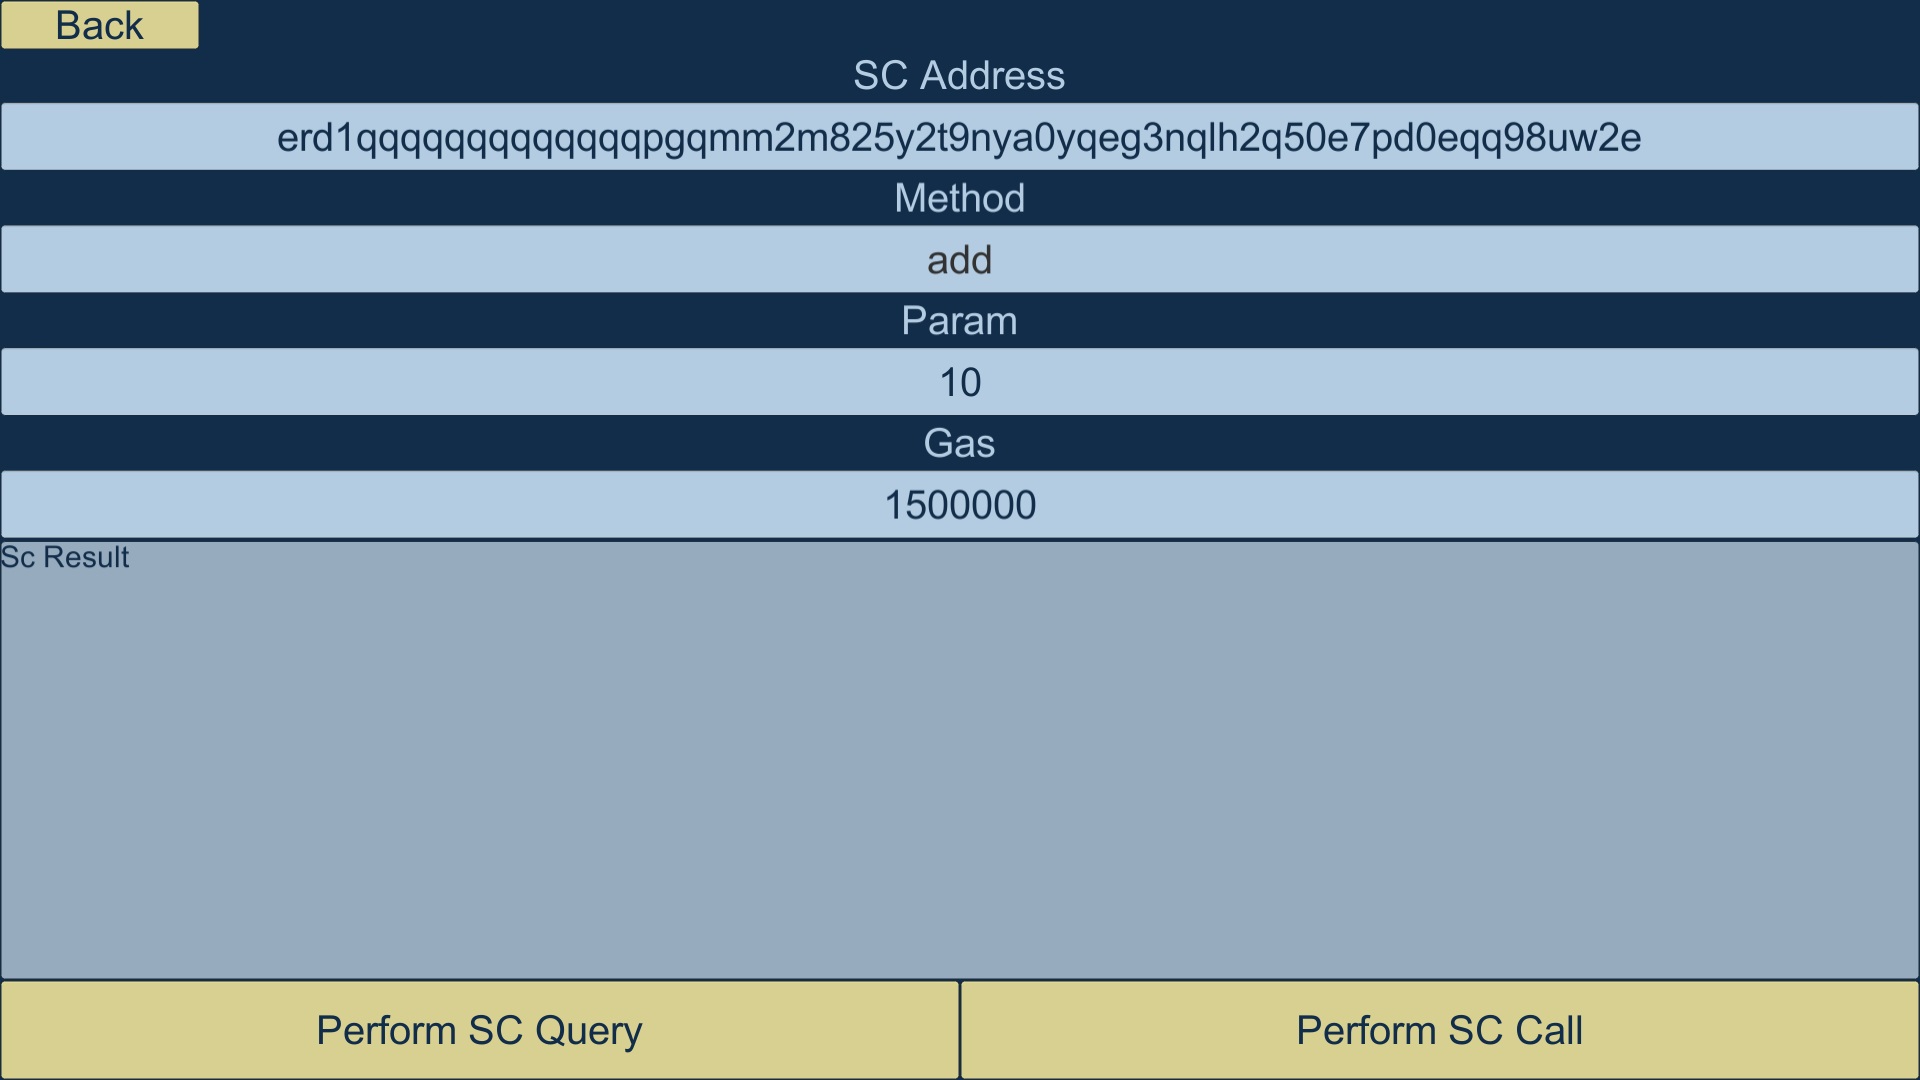 Back
SC Address
erd1qqqqqqqqqqqqqpgqmm2m825y2t9nya0yqeg3nqlh2q50e7pd0eqq98uw2e
Method
add
Param
10
Gas
1500000
Sc Result
Perform SC Query
Perform SC Call